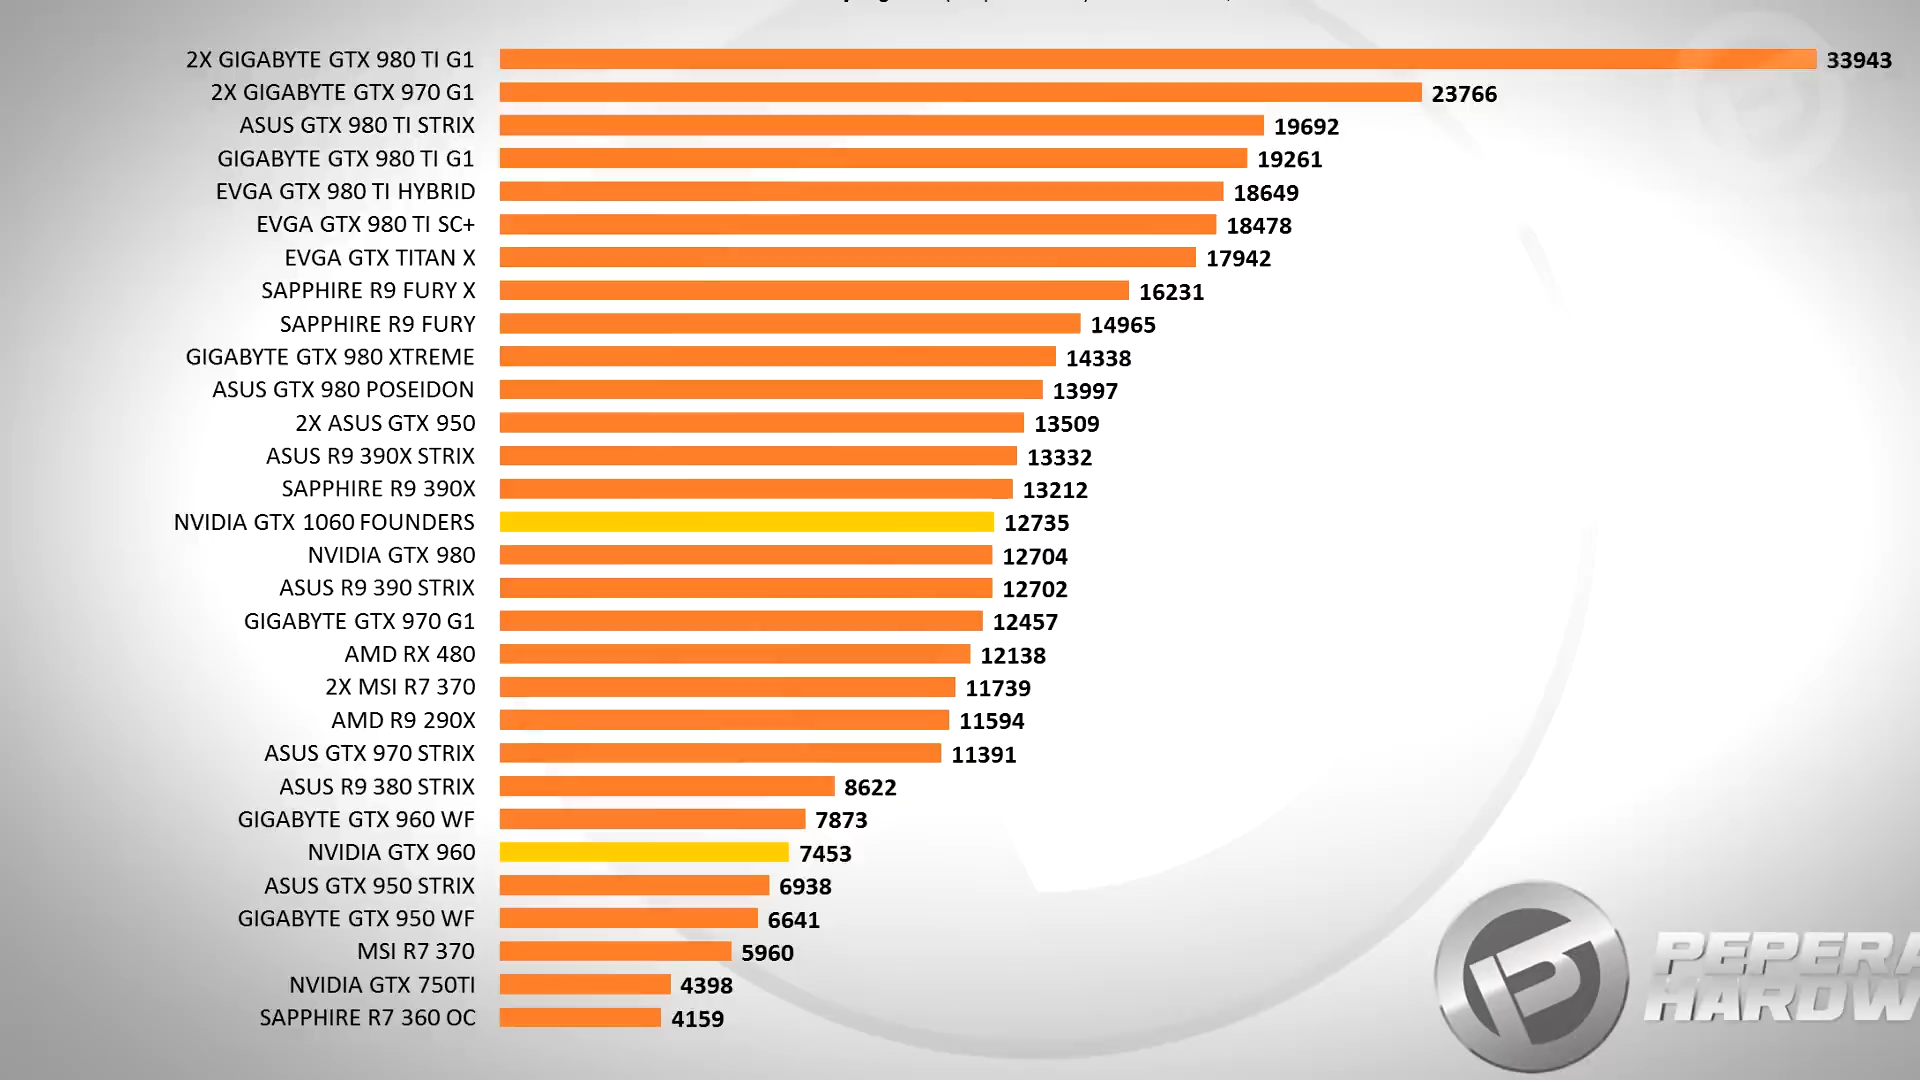 2X GIGABYTE GTX 980 TI G1 33943
2X GIGABYTE GTX 970 G1 23766
ASUS GTX 980 TI STRIX 19692
GIGABYTE GTX 980 TI G1 19261
EVGA GTX 980 TI HYBRID 18649
EVGA GTX 980 TI SC+ 18478
EVGA GTX TITAN X 17942
SAPPHIRE R9 FURY X 16231
SAPPHIRE R9 FURY 14965
GIGABYTE GTX 980 XTREME 14338
ASUS GTX 980 POSEIDON 13997
2X ASUS GTX 950 13509
ASUS R9 390X STRIX 13332
SAPPHIRE R9 390X 13212
NVIDIA GTX 1060 FOUNDERS 12735
NVIDIA GTX 980 12704
ASUS R9 390 STRIX 12702
GIGABYTE GTX 970 G1 12457
AMD RX 480 12138
2X MSI R7 370 11739
AMD R9 290X 11594
ASUS GTX 970 STRIX 11391
ASUS R9 380 STRIX 8622
GIGABYTE GTX 960 WF 7873
NVIDIA GTX 960 7453
ASUS GTX 950 STRIX 6938
GIGABYTE GTX 950 WF 6641
MSI R7 370 5960
NVIDIA GTX 750TI 4398
SAPPHIRE R7 360 OC 4159
PEPERA
HARDW